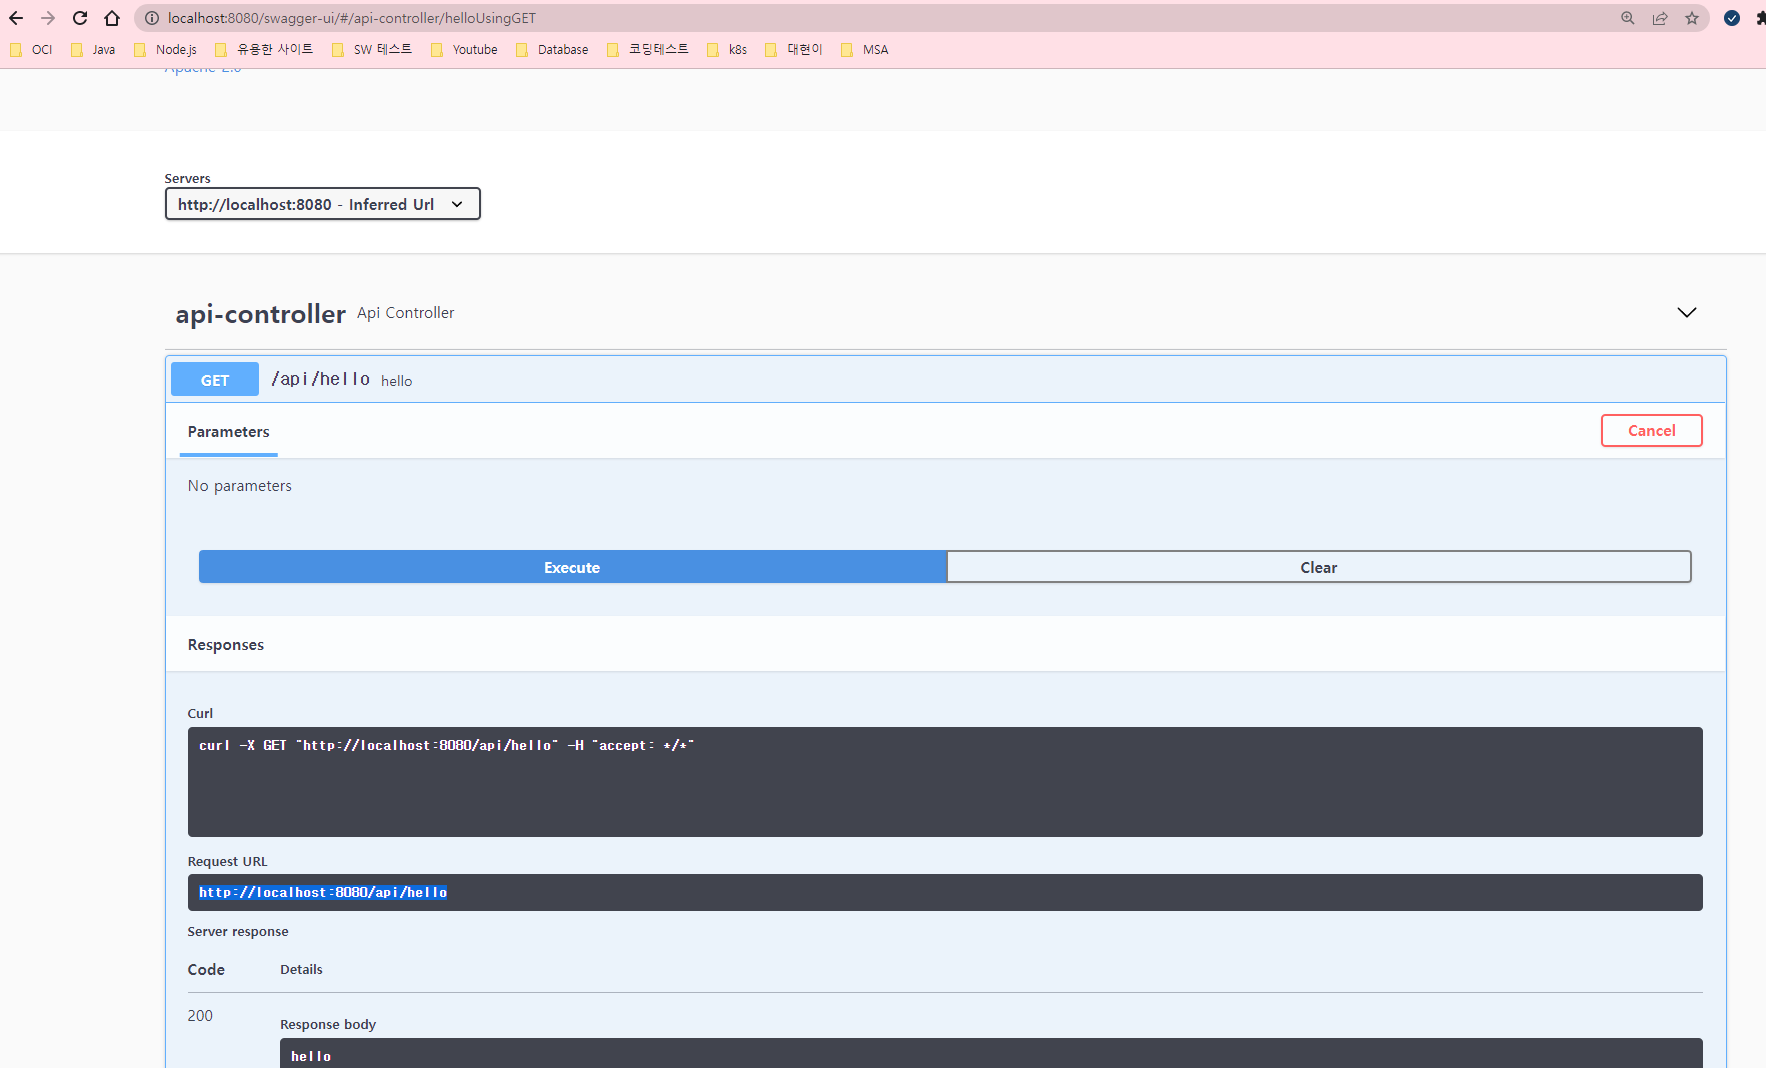 localhost:8080/swagger-ui/#/api-controller/helloUsingGET
OCI Java Node.js 유용한 사이트 SW 테스트 Youtube Database 코딩테스트 k8s 대현이 MSA
Apache 2.0
Servers
http://localhost:8080 - Inferred Url
api-controller Api Controller
GET /api/hello hello
Parameters Cancel
No parameters
Execute Clear
Responses
Curl
curl -X GET "http://localhost:8080/api/hello" -H "accept: */*"
Request URL
http://localhost:8080/api/hello
Server response
Code Details
200
Response body
hello